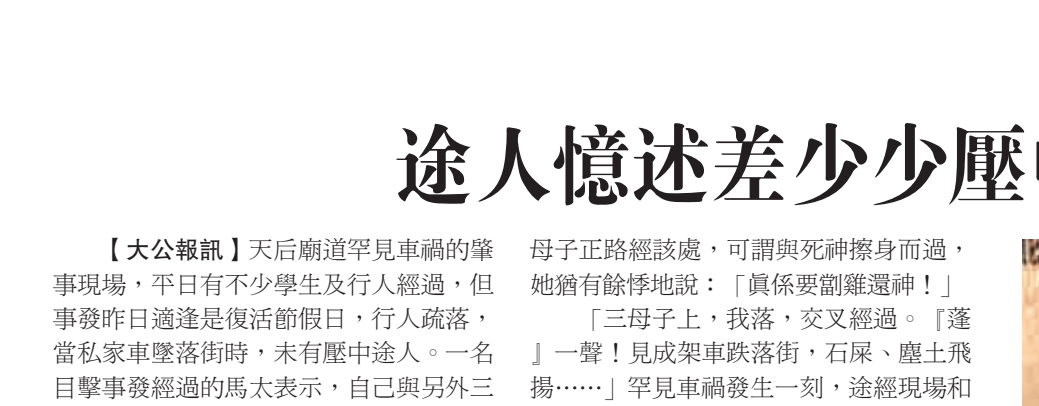 途人憶述差少少壓
【大公報訊】天后廟道罕見車禍的肇
事現場，平日有不少學生及行人經過，但
事發昨日適逢是復活節假日，行人疏落，
當私家車墜落街時，未有壓中途人。一名
目擊事發經過的馬太表示，自己與另外三
母子正路經該處，可謂與死神擦身而過，
她猶有餘悸地說：「眞係要劏雞還神！」
「三母子上，我落，交叉經過。『蓬
』一聲！見成架車跌落街，石屎、塵土飛
揚……」罕見車禍發生一刻，途經現場和